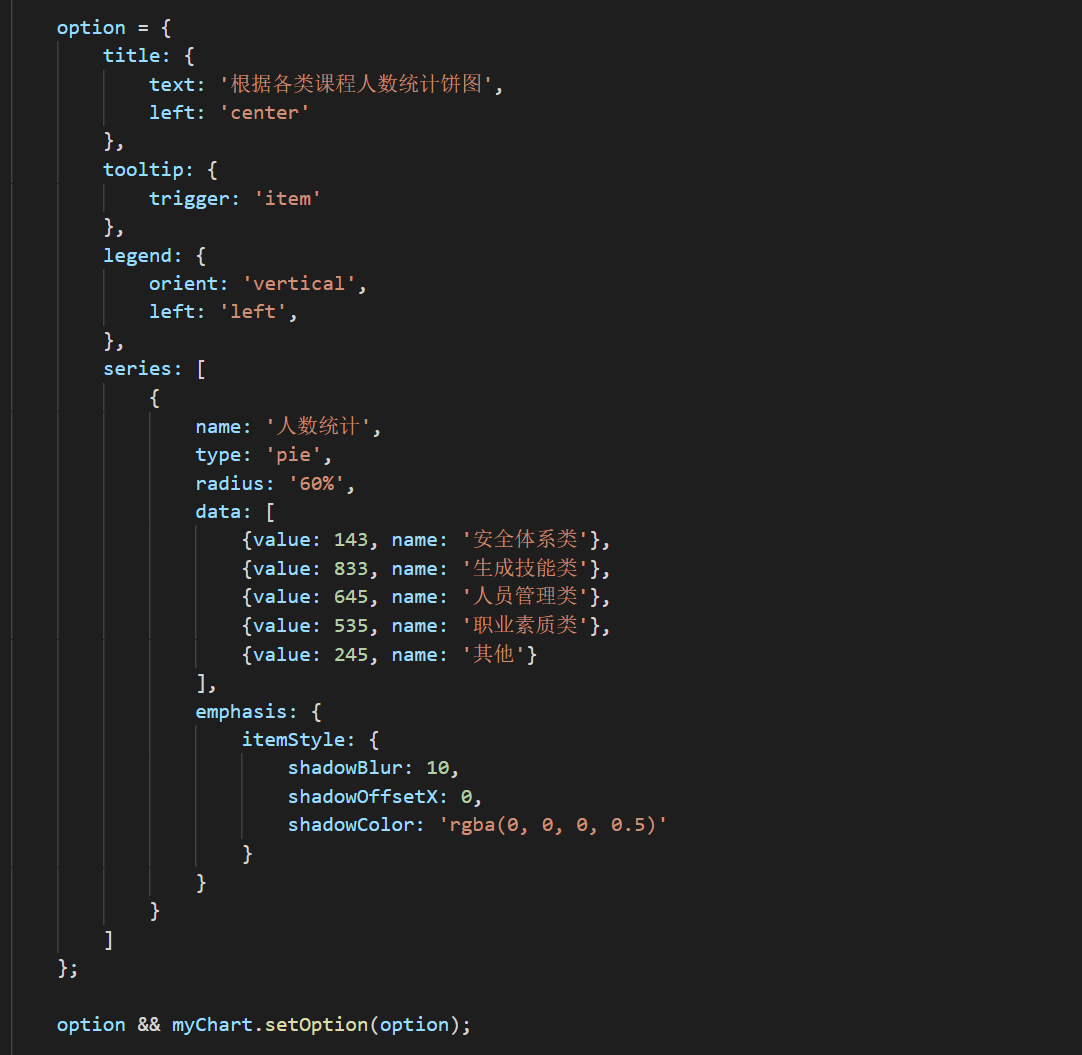 option = {
    title: {
        text: '根据各类课程人数统计饼图',
        left: 'center'
    },
    tooltip: {
        trigger: 'item'
    },
    legend: {
        orient: 'vertical',
        left: 'left',
    },
    series: [
        {
            name: '人数统计',
            type: 'pie',
            radius: '60%',
            data: [
                {value: 143, name: '安全体系类'},
                {value: 833, name: '生成技能类'},
                {value: 645, name: '人员管理类'},
                {value: 535, name: '职业素质类'},
                {value: 245, name: '其他'}
            ],
            emphasis: {
                itemStyle: {
                    shadowBlur: 10,
                    shadowOffsetX: 0,
                    shadowColor: 'rgba(0, 0, 0, 0.5)'
                }
            }
        }
    ]
};
option && myChart.setOption(option);